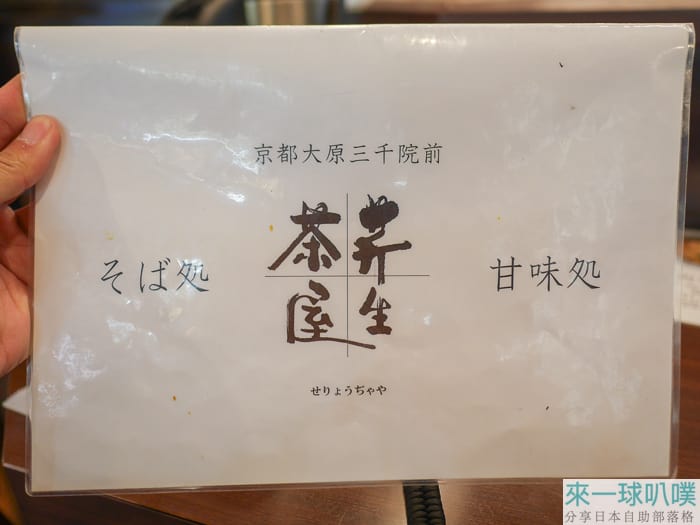 京都大原三千院前
芹生
茶屋
そば処
甘味処
せりょうぢゃや
來一球叭噗
分享日本自助部落格